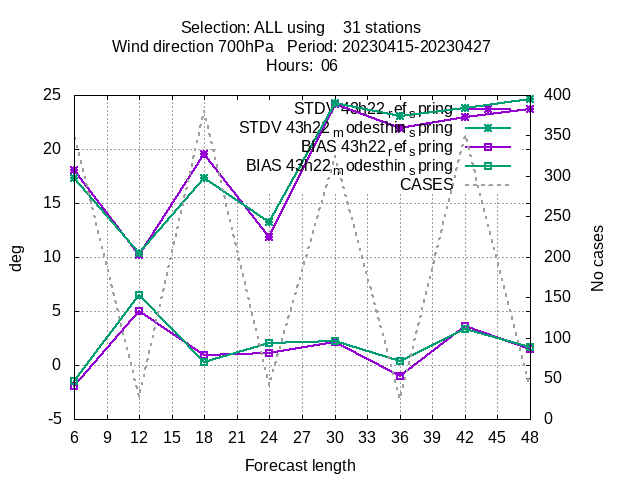 Selection: ALL using    31 stations
Wind direction 700hPa   Period: 20230415-20230427
Hours:  06
25
20
15
10
5
0
-5
deg
400
350
300
250
200
150
100
50
0
No cases
STDV 43h22_ref_spring
STDV 43h22_modesthin_spring
BIAS 43h22_ref_spring
BIAS 43h22_modesthin_spring
CASES
6 9 12 15 18 21 24 27 30 33 36 39 42 45 48
Forecast length